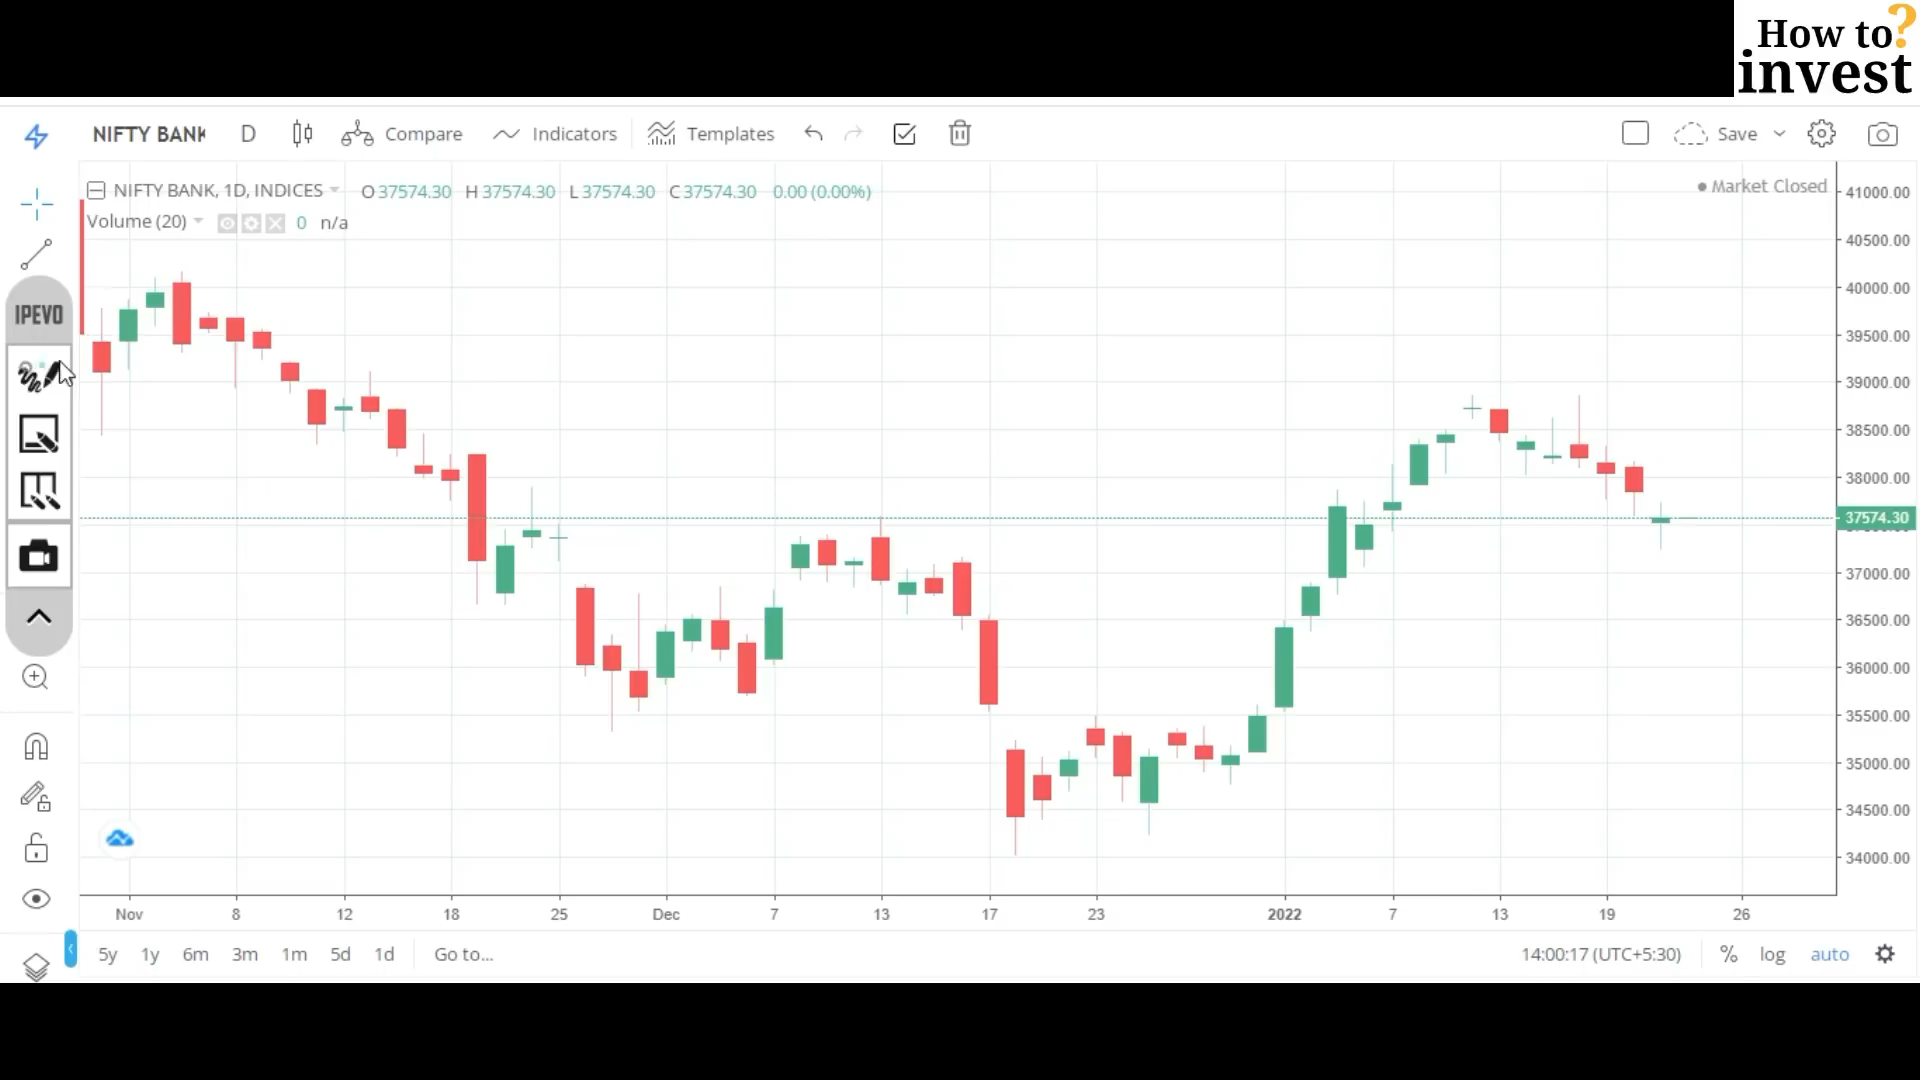 How to?
invest
NIFTY BANK D Compare Indicators Templates Save
NIFTY BANK, 1D, INDICES O37574.30 H37574.30 L37574.30 C37574.30 0.00 (0.00%)
Market Closed
Volume (20) 0 n/a
IPEVO
41000.00
40500.00
40000.00
39500.00
39000.00
38500.00
38000.00
37574.30
37000.00
36500.00
36000.00
35500.00
35000.00
34500.00
34000.00
Nov 8 12 18 25 Dec 7 13 17 23 2022 7 13 19 26
5y 1y 6m 3m 1m 5d 1d Go to... 14:00:17 (UTC+5:30) % log auto